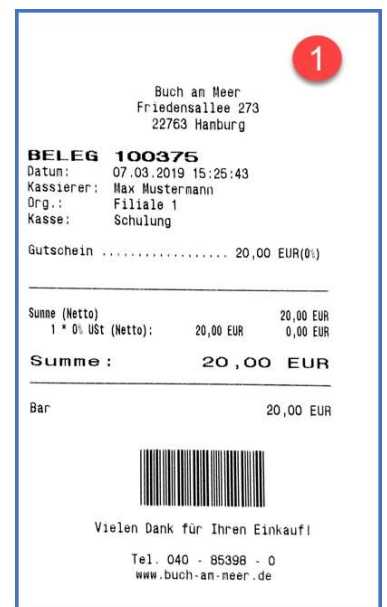 1
Buch am Meer
Friedensallee 273
22763 Hamburg
BELEG 100375
Datum: 07.03.2019 15:25:43
Kassierer: Max Mustermann
Org.: Filiale 1
Kasse: Schulung
Gutschein .................. 20,00 EUR(0%)
Summe (Netto) 20,00 EUR
1 * 0% USt (Netto): 20,00 EUR 0,00 EUR
Summe: 20,00 EUR
Bar 20,00 EUR
Vielen Dank für Ihren Einkauf!
Tel. 040 - 85398 - 0
www.buch-am-meer.de